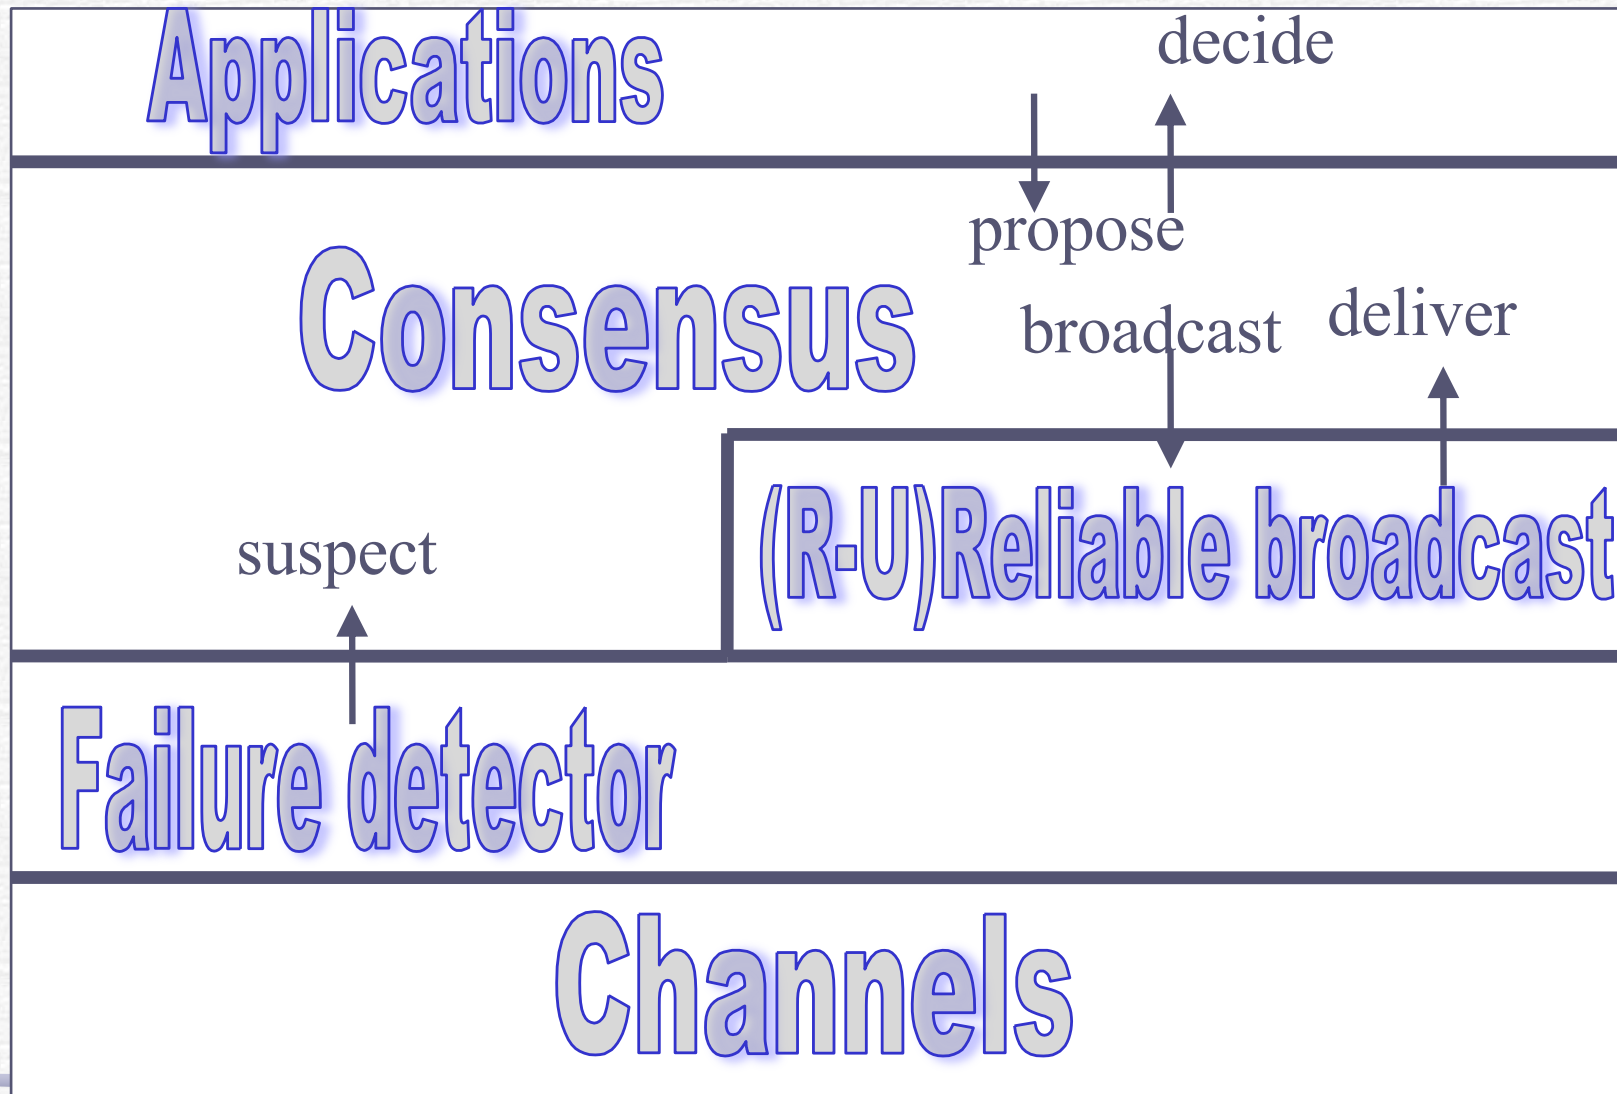 Applications
decide
propose
Consensus
broadcast
deliver
(R-U)Reliable broadcast
suspect
Failure detector
Channels